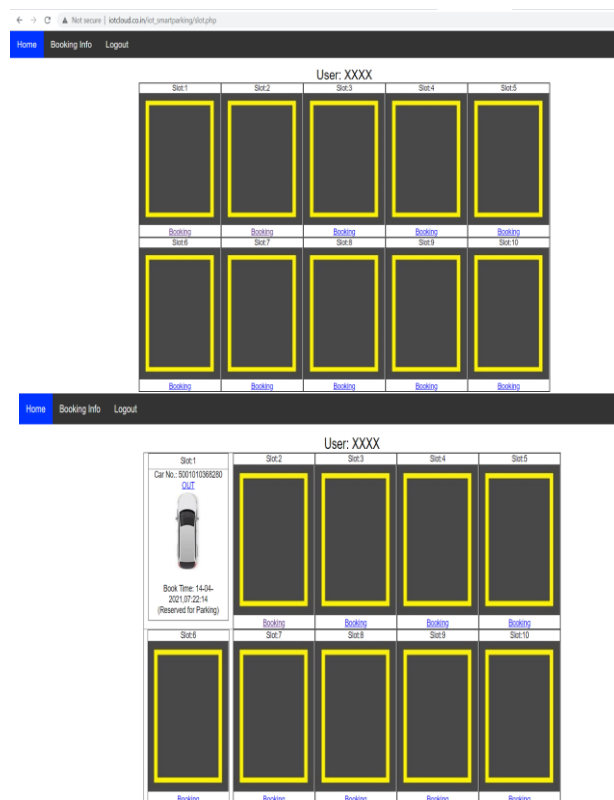 Not secure | iotcloud.co.in/iot_smartparking/slot.php
Home Booking Info Logout
User: XXXX
Slot:1 Slot:2 Slot:3 Slot:4 Slot:5
Booking Booking Booking Booking Booking
Slot:6 Slot:7 Slot:8 Slot:9 Slot:10
Booking Booking Booking Booking Booking
Home Booking Info Logout
User: XXXX
Slot:1 Slot:2 Slot:3 Slot:4 Slot:5
Car No.: 5001010368280
OUT
Book Time: 14-04-
2021,07:22:14
(Reserved for Parking)
Booking Booking Booking Booking
Slot:6 Slot:7 Slot:8 Slot:9 Slot:10
Booking Booking Booking Booking Booking